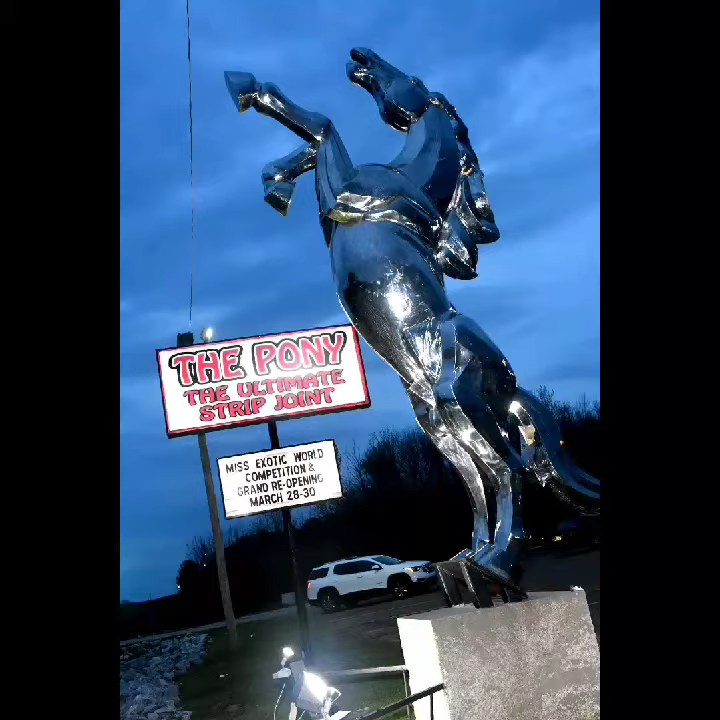 THE PONY
THE ULTIMATE
STRIP JOINT
MISS EXOTIC WORLD
COMPETITION &
GRAND RE-OPENING
MARCH 28-30